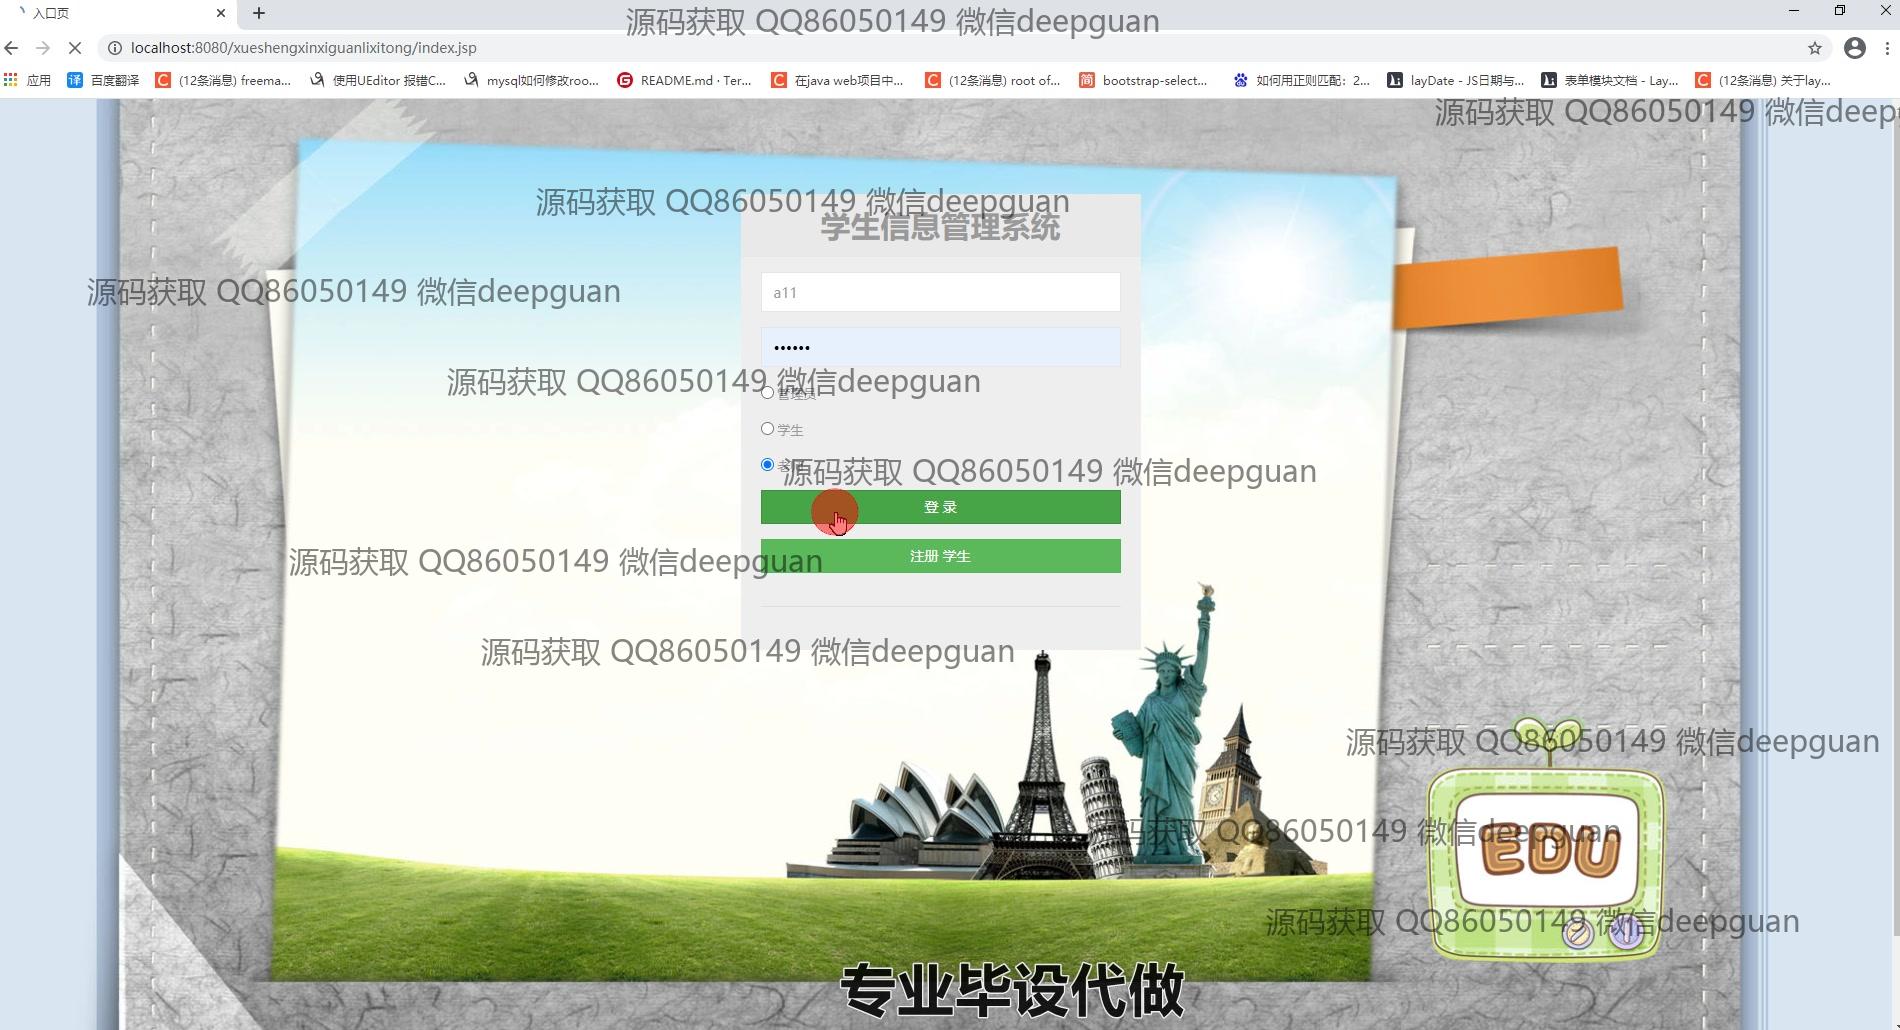 入口页
源码获取 QQ86050149 微信deepguan
localhost:8080/xueshengxinxiguanlixitong/index.jsp
应用
译 百度翻译
C (12条消息) freema...
使用UEditor 报错C...
mysql如何修改roo...
G README.md · Ter...
C 在java web项目中...
C (12条消息) root of...
简 bootstrap-select...
如何用正则匹配：2...
layDate - JS日期与...
表单模块文档 - Lay...
C (12条消息) 关于lay...
源码获取 QQ86050149 微信deep
源码获取 QQ86050149 微信deepguan
学生信息管理系统
源码获取 QQ86050149 微信deepguan
a11
••••••
源码获取 QQ86050149 微信deepguan
管理员
学生
源码获取 QQ86050149 微信deepguan
登 录
注册 学生
源码获取 QQ86050149 微信deepguan
源码获取 QQ86050149 微信deepguan
源码获取 QQ86050149 微信deepguan
源码获取 QQ86050149 微信deepguan
EDU
源码获取 QQ86050149 微信deepguan
专业毕设代做